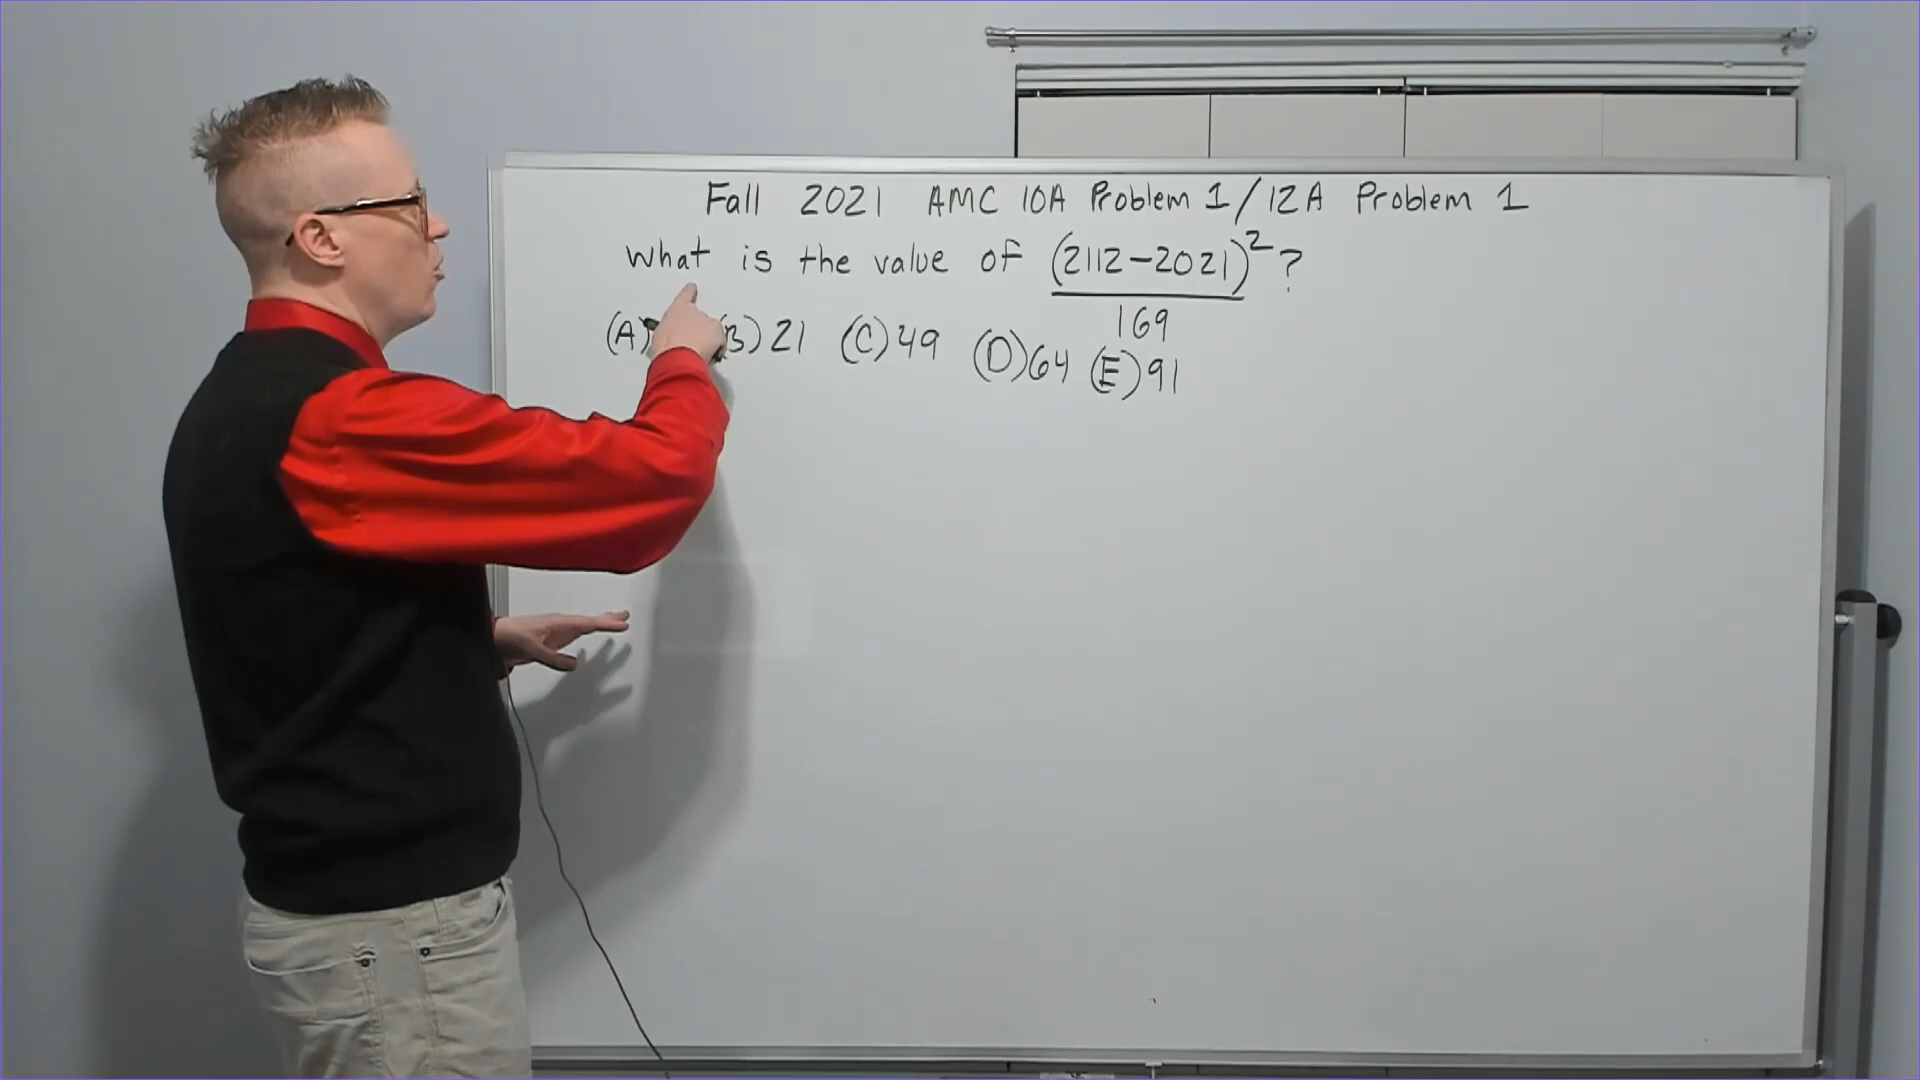 Fall 2021 AMC 10A Problem 1/12A Problem 1
What is the value of (2112-2021)²?
169
(A) B) 21 (C) 49 (D) 64 (E) 91